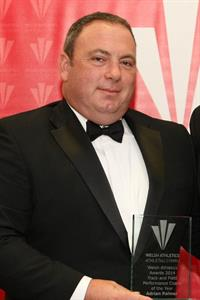 WELSH ATHLETICS
ATHLETAU CYMRU
Welsh Athletics
Awards 2014
Track and Field
Performance Coach
of the Year
Adrian Palmer